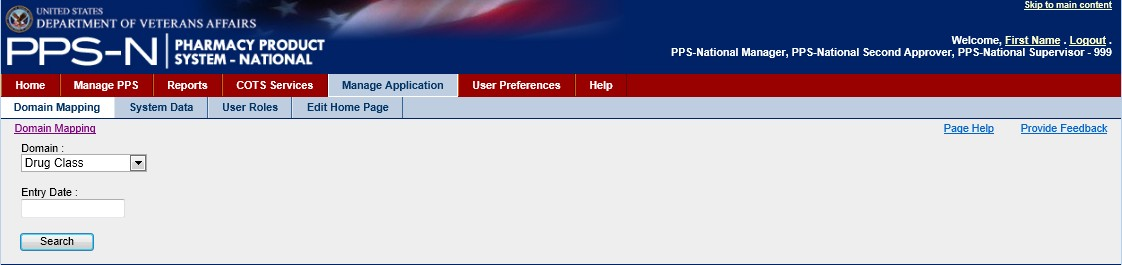 Skip to main content
UNITED STATES
DEPARTMENT OF VETERANS AFFAIRS
PPS-N PHARMACY PRODUCT
SYSTEM - NATIONAL
Welcome, First Name . Logout .
PPS-National Manager, PPS-National Second Approver, PPS-National Supervisor - 999
Home Manage PPS Reports COTS Services Manage Application User Preferences Help
Domain Mapping System Data User Roles Edit Home Page
Domain Mapping Page Help Provide Feedback
Domain :
Drug Class
Entry Date :
Search